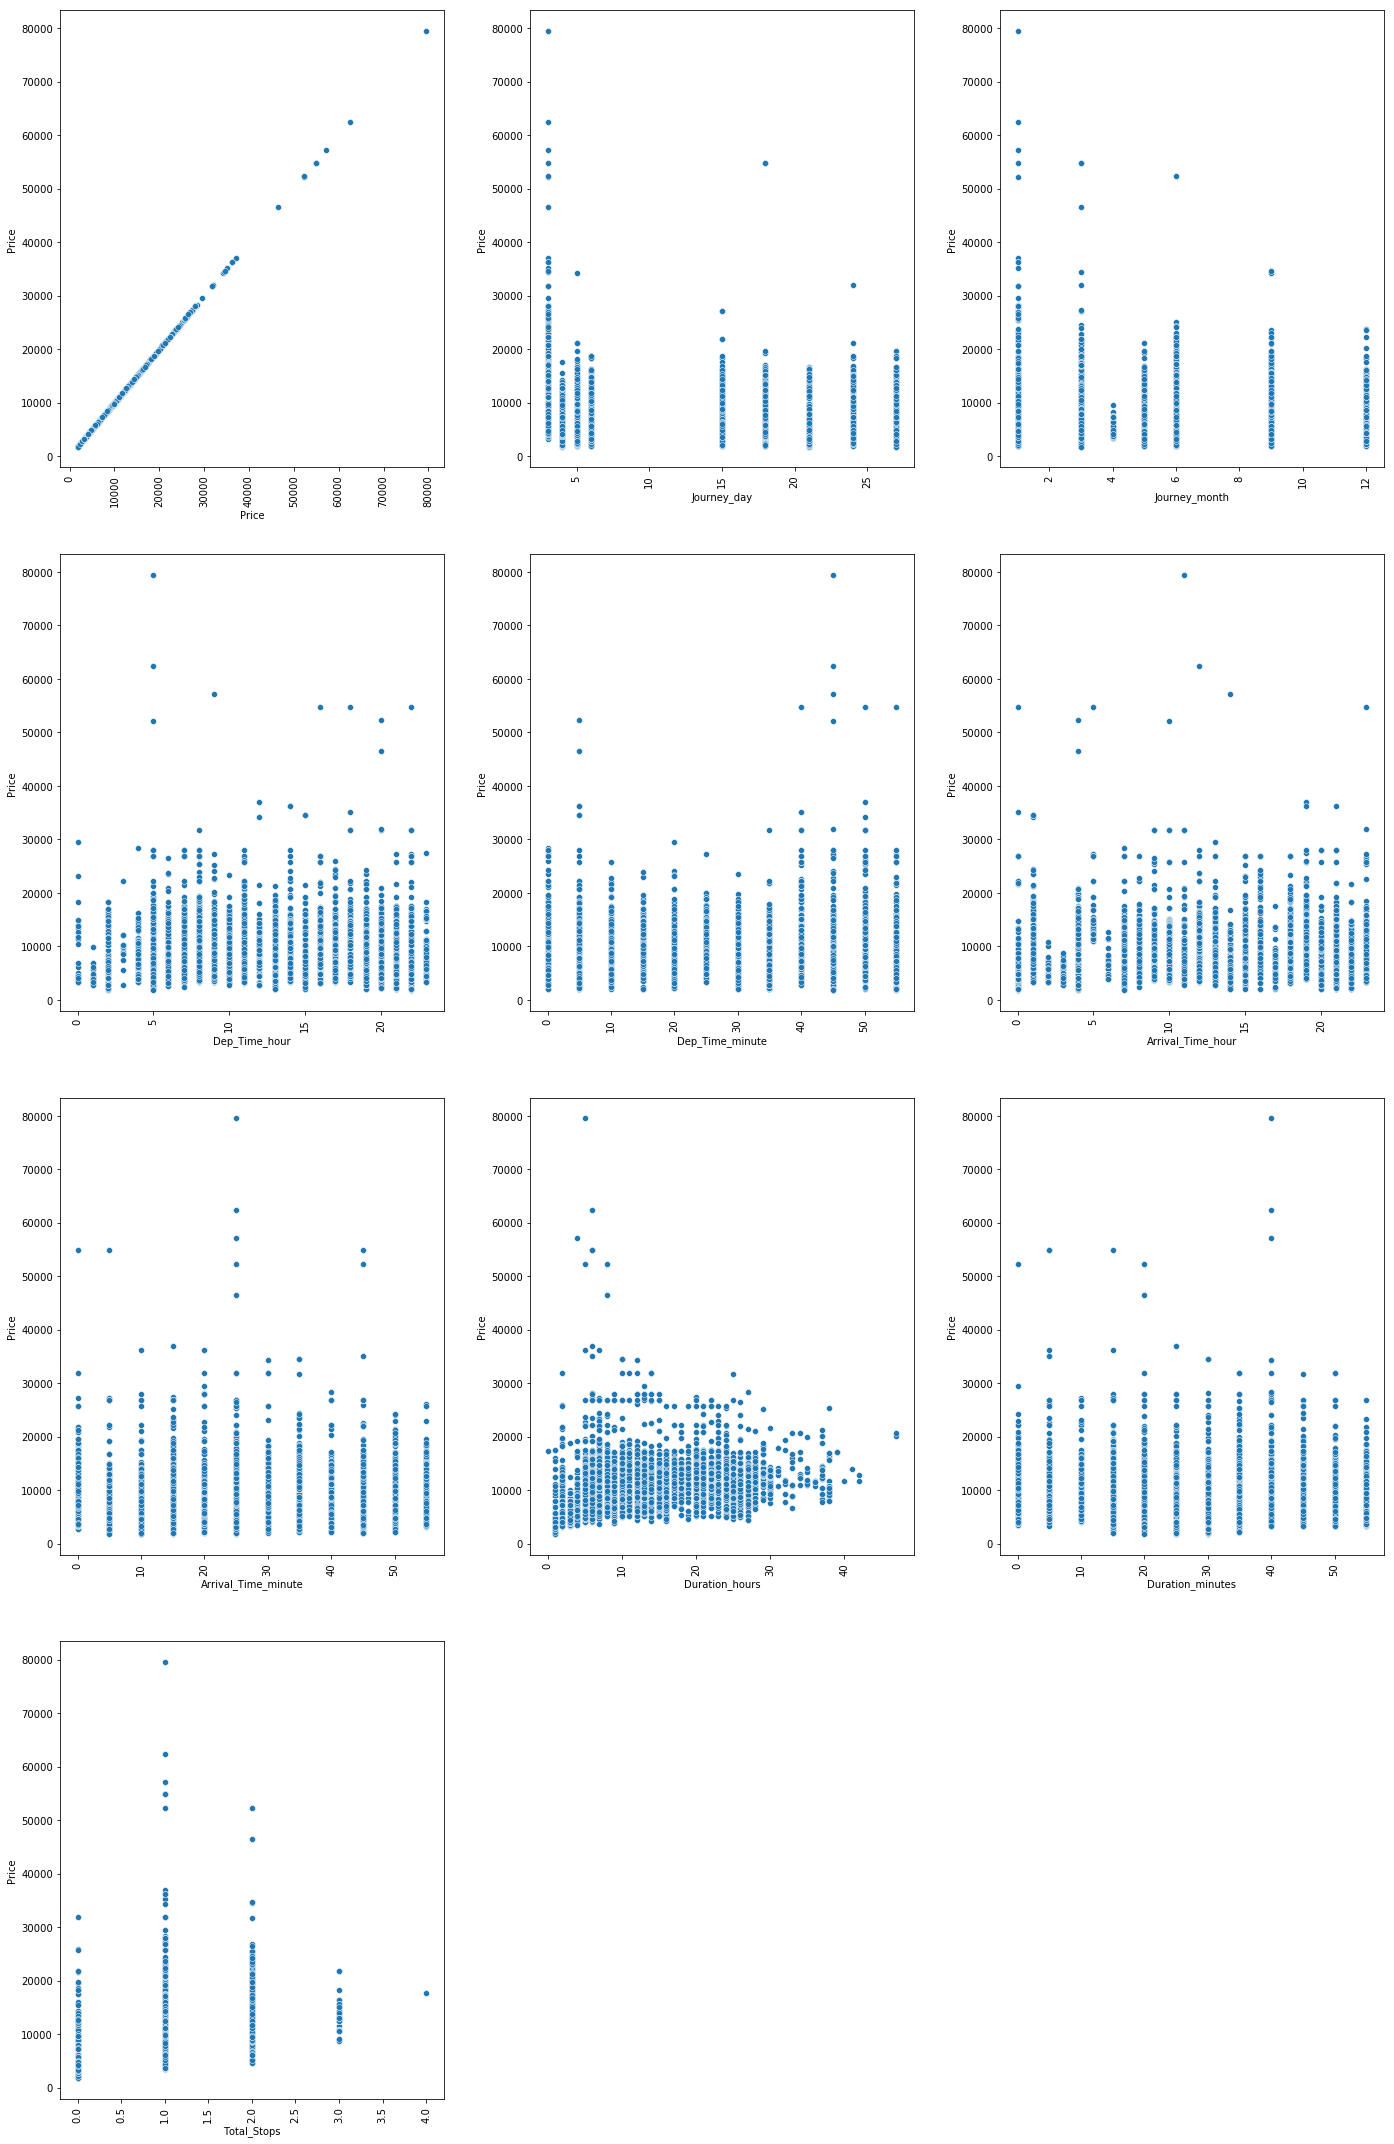 80000 80000 80000
70000 70000 70000
60000 60000 60000
50000 50000 50000
40000 40000 40000
30000 30000 30000
20000 20000 20000
10000 10000 10000
0 0 0
Price Price Price
0 10000 20000 30000 40000 50000 60000 70000 80000
5 10 15 20 25
2 4 6 8 10 12
Price Journey_day Journey_month
80000 80000 80000
70000 70000 70000
60000 60000 60000
50000 50000 50000
40000 40000 40000
30000 30000 30000
20000 20000 20000
10000 10000 10000
0 0 0
Price Price Price
0 5 10 15 20
0 10 20 30 40 50
0 5 10 15 20
Dep_Time_hour Dep_Time_minute Arrival_Time_hour
80000 80000 80000
70000 70000 70000
60000 60000 60000
50000 50000 50000
40000 40000 40000
30000 30000 30000
20000 20000 20000
10000 10000 10000
0 0 0
Price Price Price
0 10 20 30 40 50
0 10 20 30 40
0 10 20 30 40 50
Arrival_Time_minute Duration_hours Duration_minutes
80000
70000
60000
50000
40000
30000
20000
10000
0
Price
0.0 0.5 1.0 1.5 2.0 2.5 3.0 3.5 4.0
Total_Stops